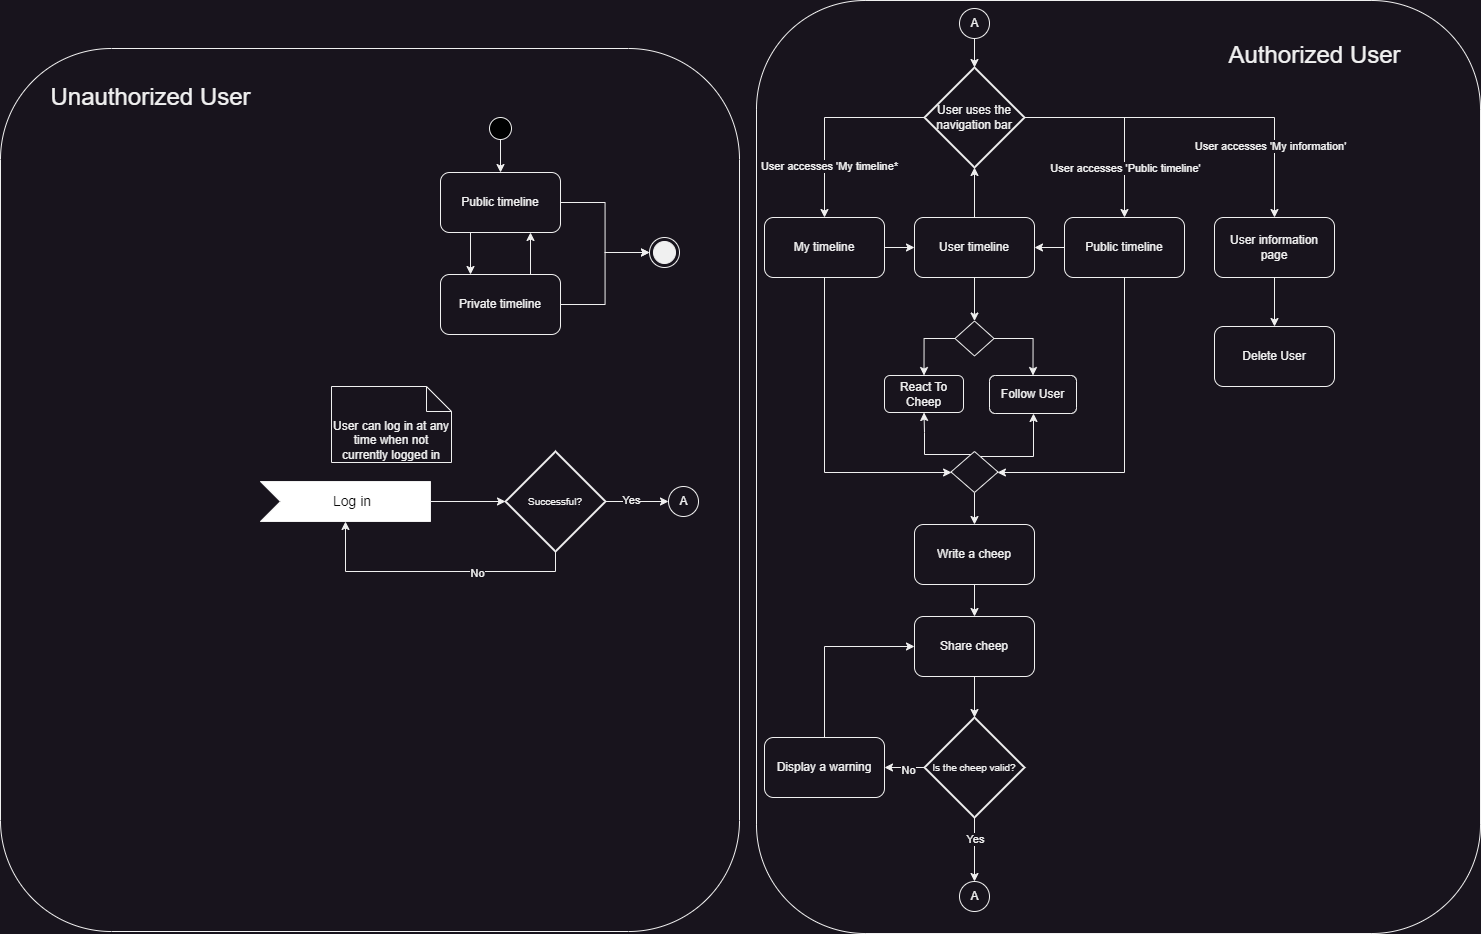 Unauthorized User
Public timeline
Private timeline
User can log in at any
time when not
currently logged in
Log in
Successful?
Yes
A
No
Authorized User
A
User uses the
navigation bar
User accesses 'My timeline*
User accesses 'Public timeline'
User accesses 'My information'
My timeline
User timeline
Public timeline
User information
page
Delete User
React To
Cheep
Follow User
Write a cheep
Share cheep
Display a warning
No
Is the cheep valid?
Yes
A